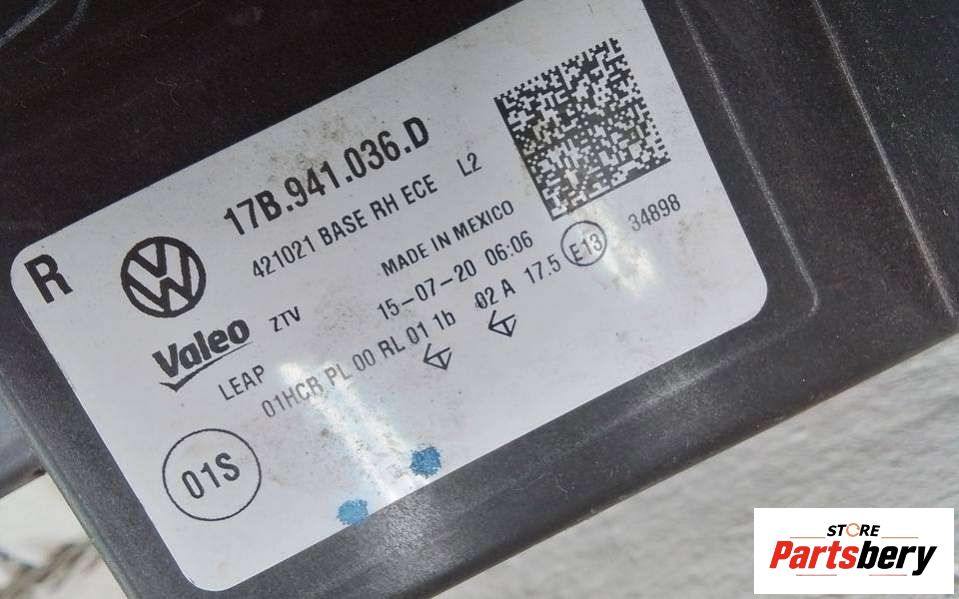 R
17B.941.036.D
421021 BASE RH ECE L2
Valeo
ZTV
MADE IN MEXICO
LEAP
15-07-20 06:06
01HCR PL 00 RL 01 1b 02 A 17.5 E13 34898
01S
STORE
Partsbery